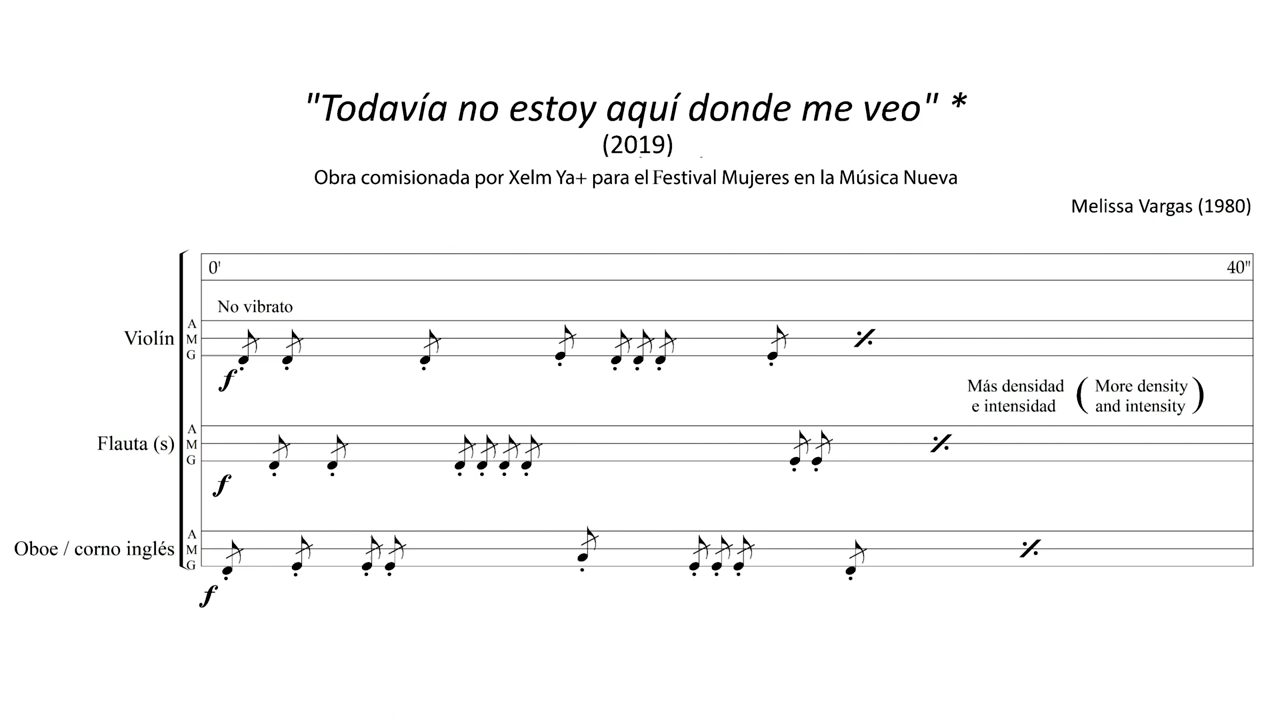 "Todavía no estoy aquí donde me veo" *
(2019)
Obra comisionada por Xelm Ya+ para el Festival Mujeres en la Música Nueva
Melissa Vargas (1980)
0' 40"
No vibrato
Violín A M G
f
Más densidad e intensidad ( More density and intensity )
Flauta (s) A M G
f
Oboe / corno inglés A M G
f